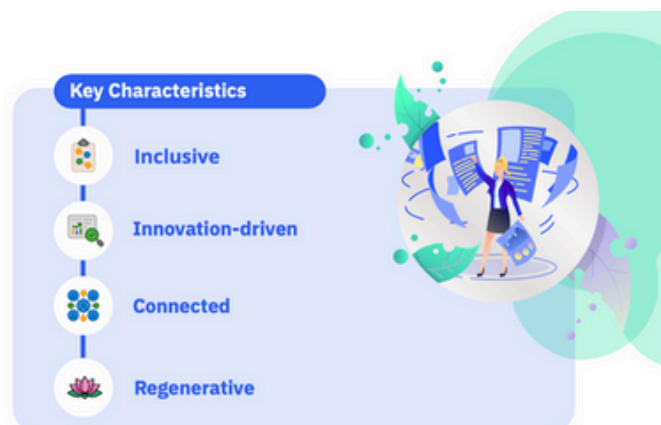 Key Characteristics
Inclusive
Innovation-driven
Connected
Regenerative